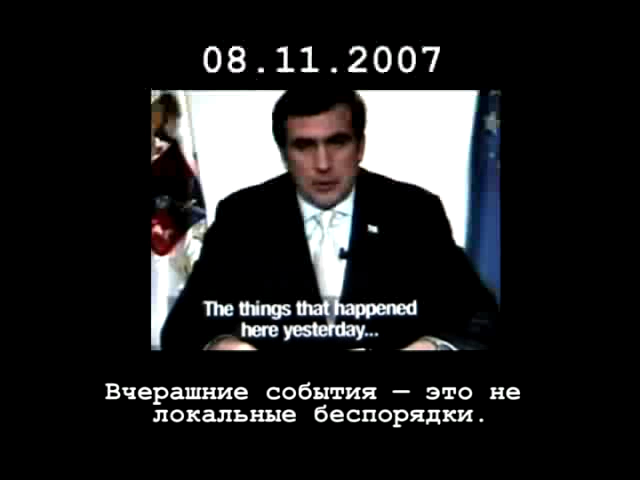 08.11.2007
The things that happened
here yesterday...
Вчерашние события — это не
локальные беспорядки.